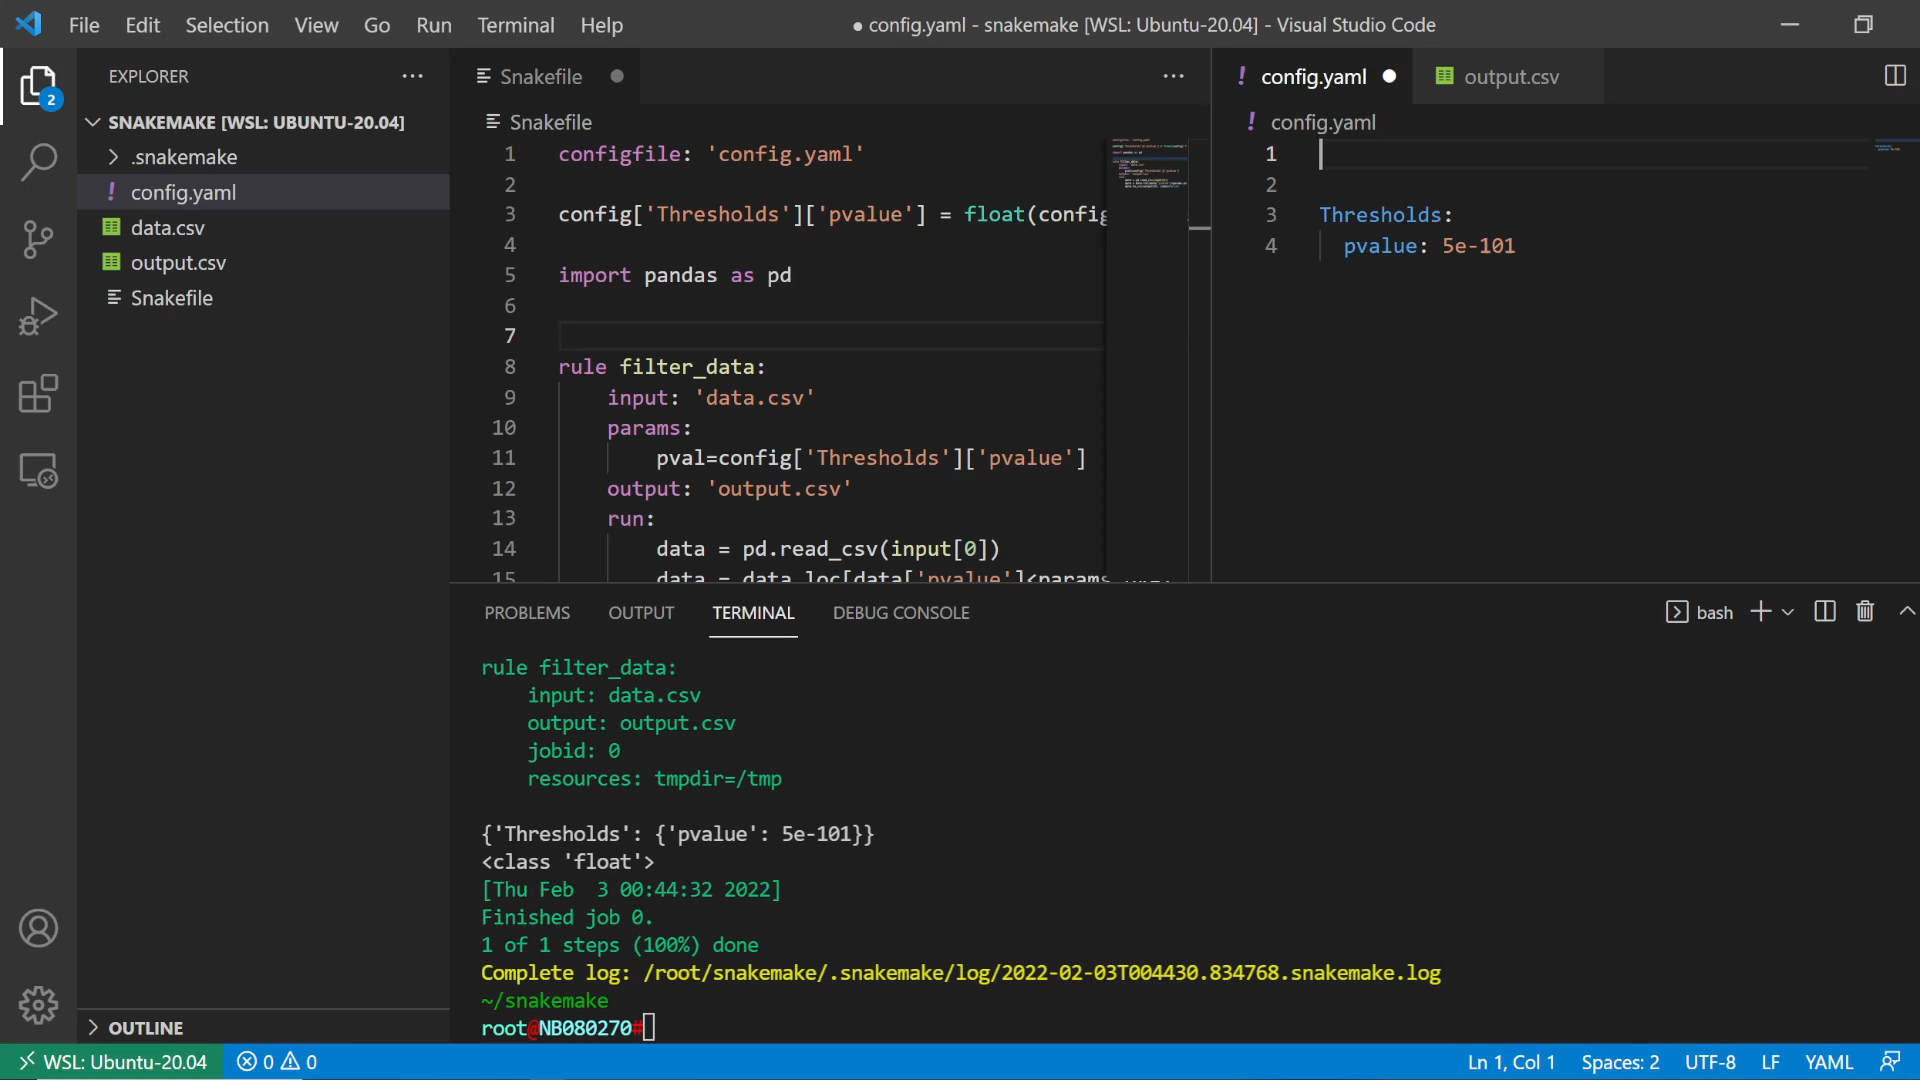 File Edit Selection View Go Run Terminal Help
● config.yaml - snakemake [WSL: Ubuntu-20.04] - Visual Studio Code
2
EXPLORER
SNAKEMAKE [WSL: UBUNTU-20.04]
.snakemake
! config.yaml
data.csv
output.csv
Snakefile
OUTLINE
Snakefile
Snakefile
1 configfile: 'config.yaml'
2
3 config['Thresholds']['pvalue'] = float(config
4
5 import pandas as pd
6
7
8 rule filter_data:
9 input: 'data.csv'
10 params:
11 pval=config['Thresholds']['pvalue']
12 output: 'output.csv'
13 run:
14 data = pd.read_csv(input[0])
15 data = data.loc[data['pvalue']<params
! config.yaml ●
output.csv
! config.yaml
1
2
3 Thresholds:
4 pvalue: 5e-101
PROBLEMS OUTPUT TERMINAL DEBUG CONSOLE
bash
rule filter_data:
input: data.csv
output: output.csv
jobid: 0
resources: tmpdir=/tmp
{'Thresholds': {'pvalue': 5e-101}}
<class 'float'>
[Thu Feb  3 00:44:32 2022]
Finished job 0.
1 of 1 steps (100%) done
Complete log: /root/snakemake/.snakemake/log/2022-02-03T004430.834768.snakemake.log
~/snakemake
root@NB080270#
WSL: Ubuntu-20.04 0 0
Ln 1, Col 1 Spaces: 2 UTF-8 LF YAML